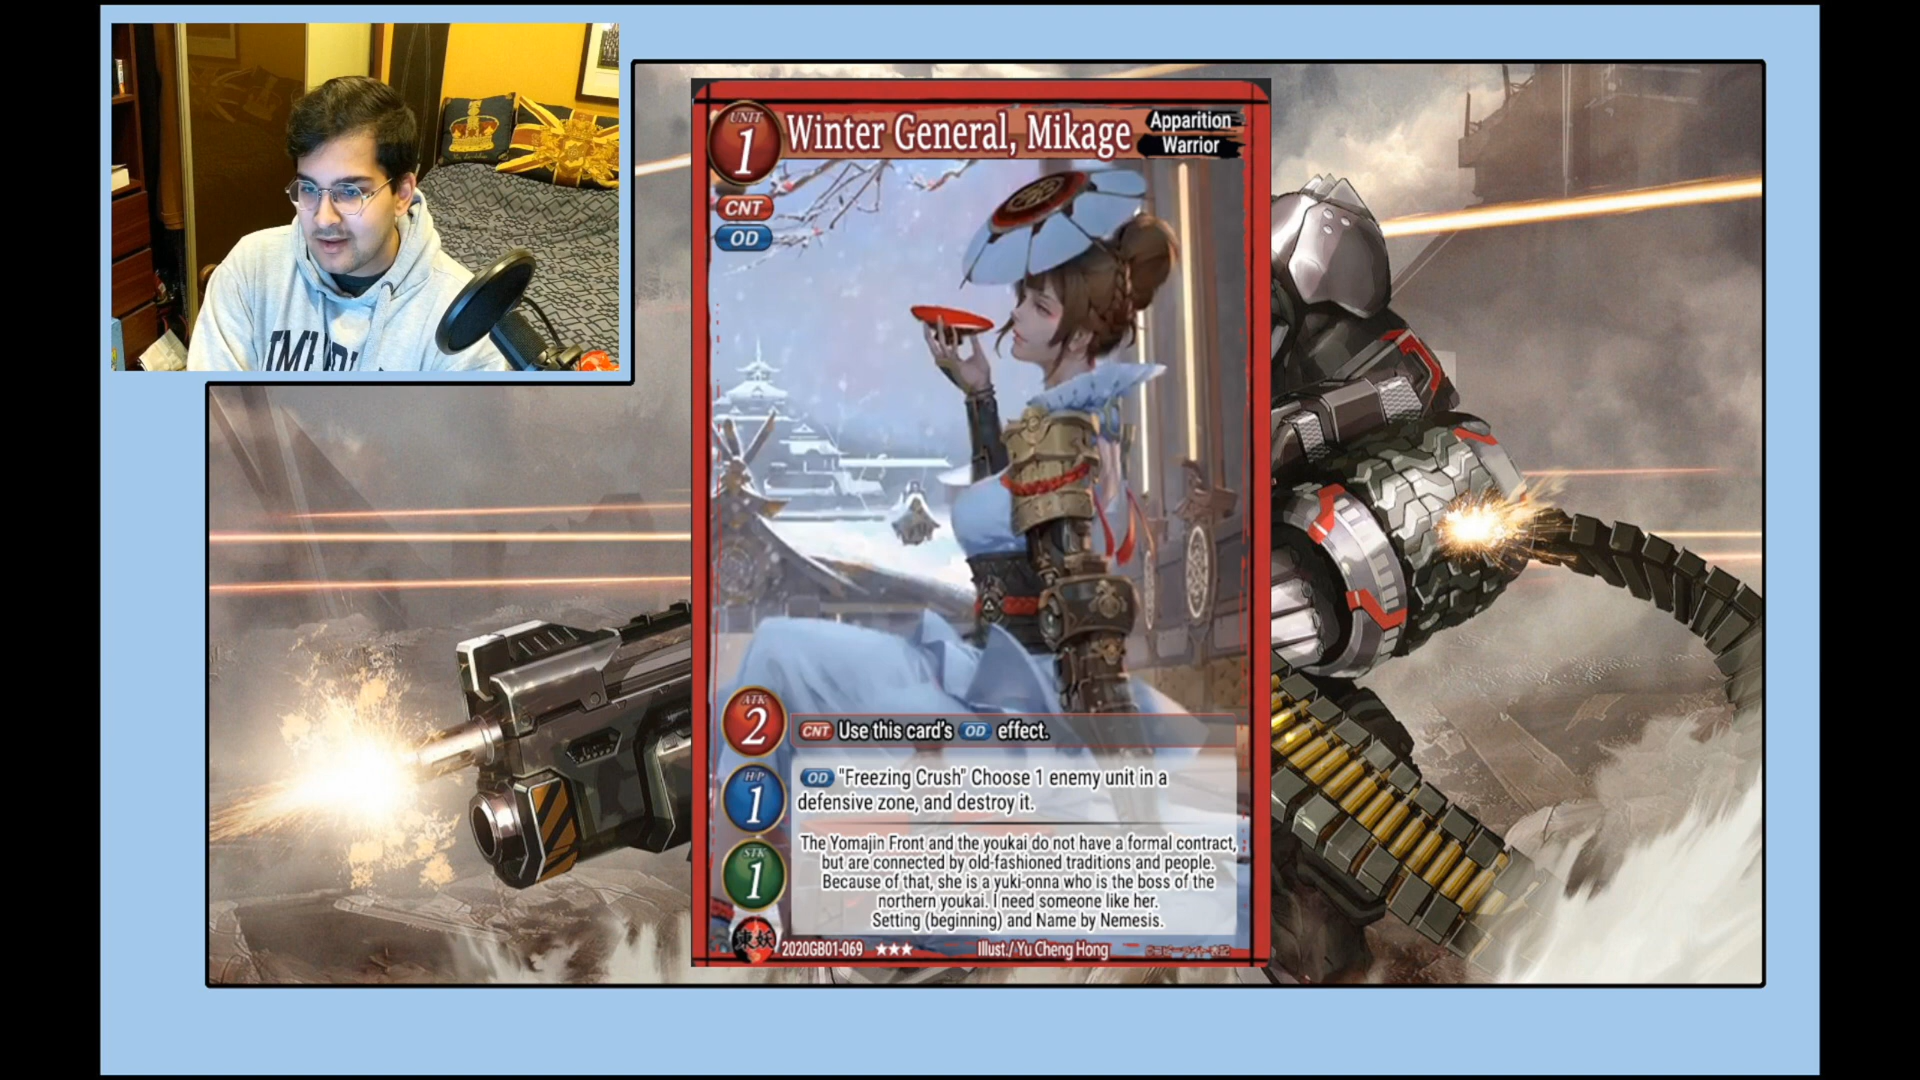 UNIT
1
Winter General, Mikage
Apparition
Warrior
CNT
OD
ATK
2
CNT Use this card's OD effect.
HP
1
OD "Freezing Crush" Choose 1 enemy unit in a
defensive zone, and destroy it.
STK
1
The Yomajin Front and the youkai do not have a formal contract,
but are connected by old-fashioned traditions and people.
Because of that, she is a yuki-onna who is the boss of the
northern youkai. I need someone like her.
Setting (beginning) and Name by Nemesis.
東妖
2020GB01-069 ★★★ Illust./ Yu Cheng Hong